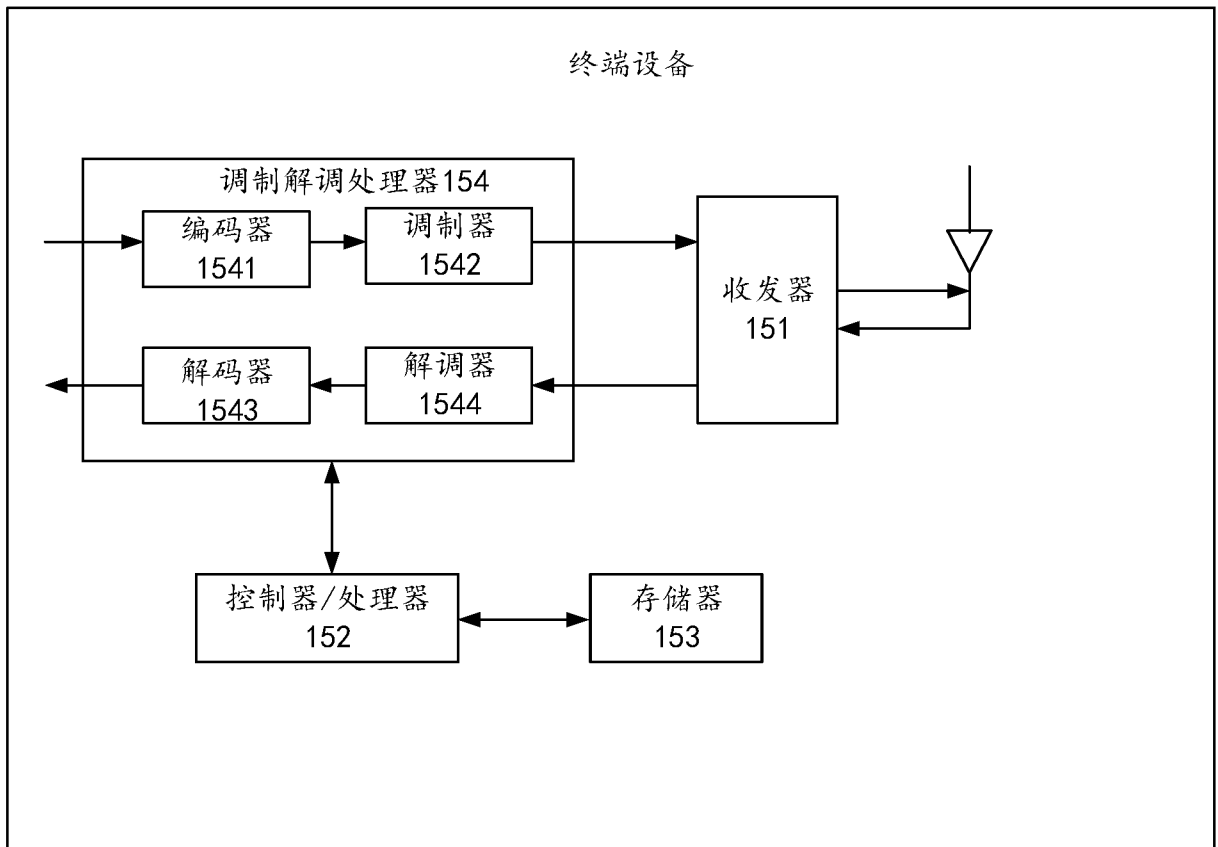 终端设备
调制解调处理器154
编码器
1541
调制器
1542
收发器
151
解码器
1543
解调器
1544
控制器/处理器
152
存储器
153